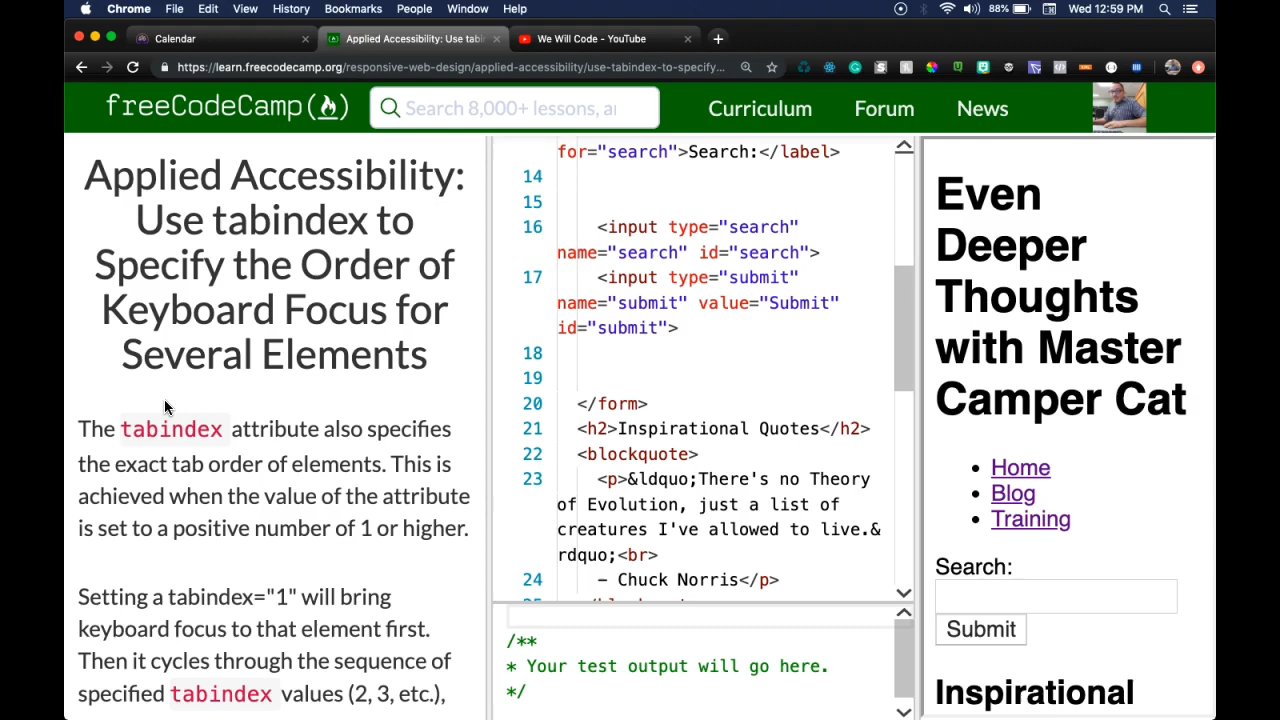 Chrome File Edit View History Bookmarks People Window Help 88% Wed 12:59 PM
Calendar × Applied Accessibility: Use tabi × We Will Code - YouTube × +
https://learn.freecodecamp.org/responsive-web-design/applied-accessibility/use-tabindex-to-specify...
freeCodeCamp Search 8,000+ lessons, ar Curriculum Forum News
Applied Accessibility:
Use tabindex to
Specify the Order of
Keyboard Focus for
Several Elements
The tabindex attribute also specifies
the exact tab order of elements. This is
achieved when the value of the attribute
is set to a positive number of 1 or higher.
Setting a tabindex="1" will bring
keyboard focus to that element first.
Then it cycles through the sequence of
specified tabindex values (2, 3, etc.),
for="search">Search:</label>
14
15
16 <input type="search"
name="search" id="search">
17 <input type="submit"
name="submit" value="Submit"
id="submit">
18
19
20 </form>
21 <h2>Inspirational Quotes</h2>
22 <blockquote>
23 <p>&ldquo;There's no Theory
of Evolution, just a list of
creatures I've allowed to live.&
rdquo;<br>
24 - Chuck Norris</p>
/**
* Your test output will go here.
*/
Even
Deeper
Thoughts
with Master
Camper Cat
• Home
• Blog
• Training
Search:
Submit
Inspirational